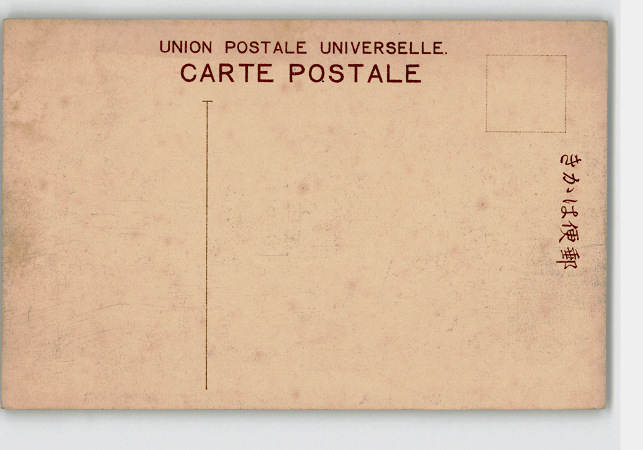 UNION POSTALE UNIVERSELLE.
CARTE POSTALE
郵便はかき